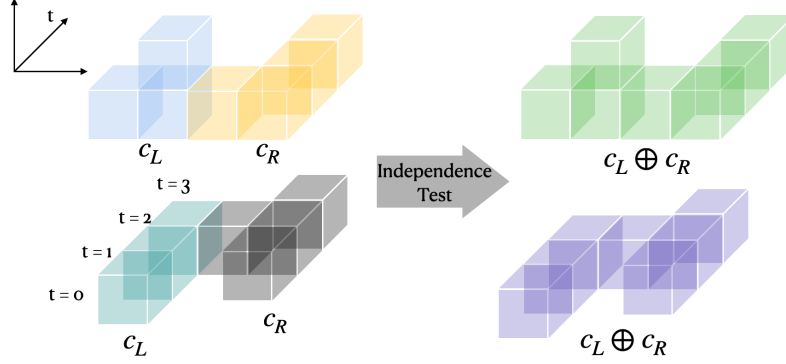 t
c_L
c_R
c_L ⊕ c_R
Independence
Test
t = 3
t = 2
t = 1
t = 0
c_L
c_R
c_L ⊕ c_R